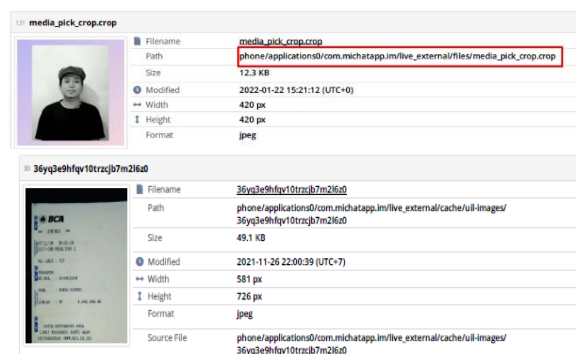 131 media_pick_crop.crop
Filename media_pick_crop.crop
Path phone/applications0/com.michatapp.im/live_external/files/media_pick_crop.crop
Size 12.3 KB
Modified 2022-01-22 15:21:12 (UTC+0)
Width 420 px
Height 420 px
Format jpeg
36yq3e9hfqv10trzcjb7m2l6z0
Filename 36yq3e9hfqv10trzcjb7m2l6z0
Path phone/applications0/com.michatapp.im/live_external/cache/uil-images/
36yq3e9hfqv10trzcjb7m2l6z0
Size 49.1 KB
Modified 2021-11-26 22:00:39 (UTC+7)
Width 581 px
Height 726 px
Format jpeg
Source File phone/applications0/com.michatapp.im/live_external/cache/uil-images/
36yq3e9hfqv10trzcjb7m2l6z0
BCA